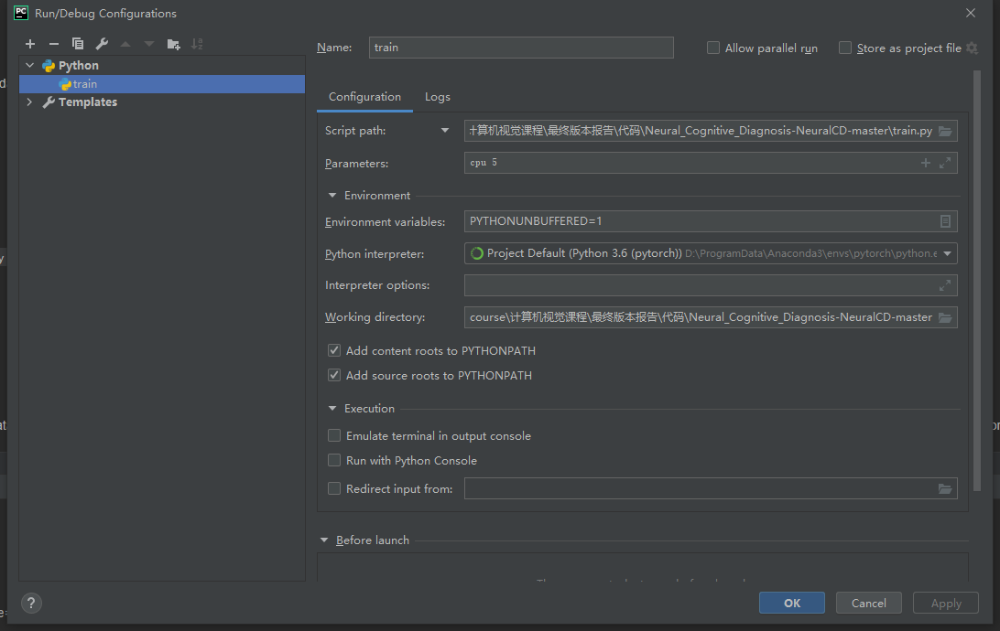 PC Run/Debug Configurations
Name: train Allow parallel run Store as project file
Python
train
Templates
Configuration Logs
Script path: 计算机视觉课程\最终版本报告\代码\Neural_Cognitive_Diagnosis-NeuralCD-master\train.py
Parameters: cpu 5
Environment
Environment variables: PYTHONUNBUFFERED=1
Python interpreter: Project Default (Python 3.6 (pytorch)) D:\ProgramData\Anaconda3\envs\pytorch\python.e
Interpreter options:
Working directory: course\计算机视觉课程\最终版本报告\代码\Neural_Cognitive_Diagnosis-NeuralCD-master
Add content roots to PYTHONPATH
Add source roots to PYTHONPATH
Execution
Emulate terminal in output console
Run with Python Console
Redirect input from:
Before launch
? OK Cancel Apply